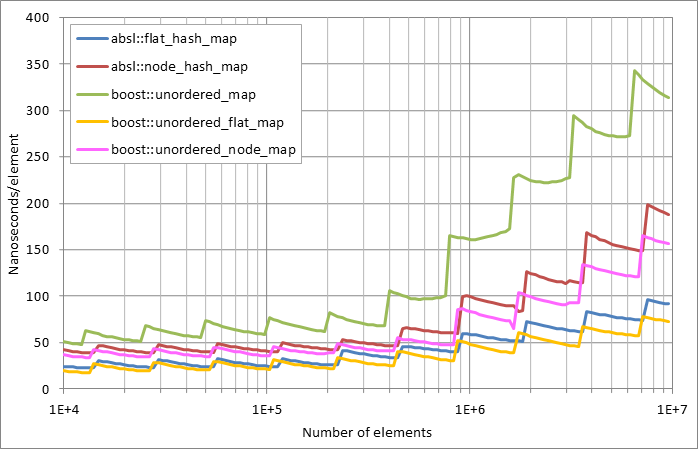 400
350
300
250
200
150
100
50
0
Nanoseconds/element
absl::flat_hash_map
absl::node_hash_map
boost::unordered_map
boost::unordered_flat_map
boost::unordered_node_map
1E+4
1E+5
1E+6
1E+7
Number of elements